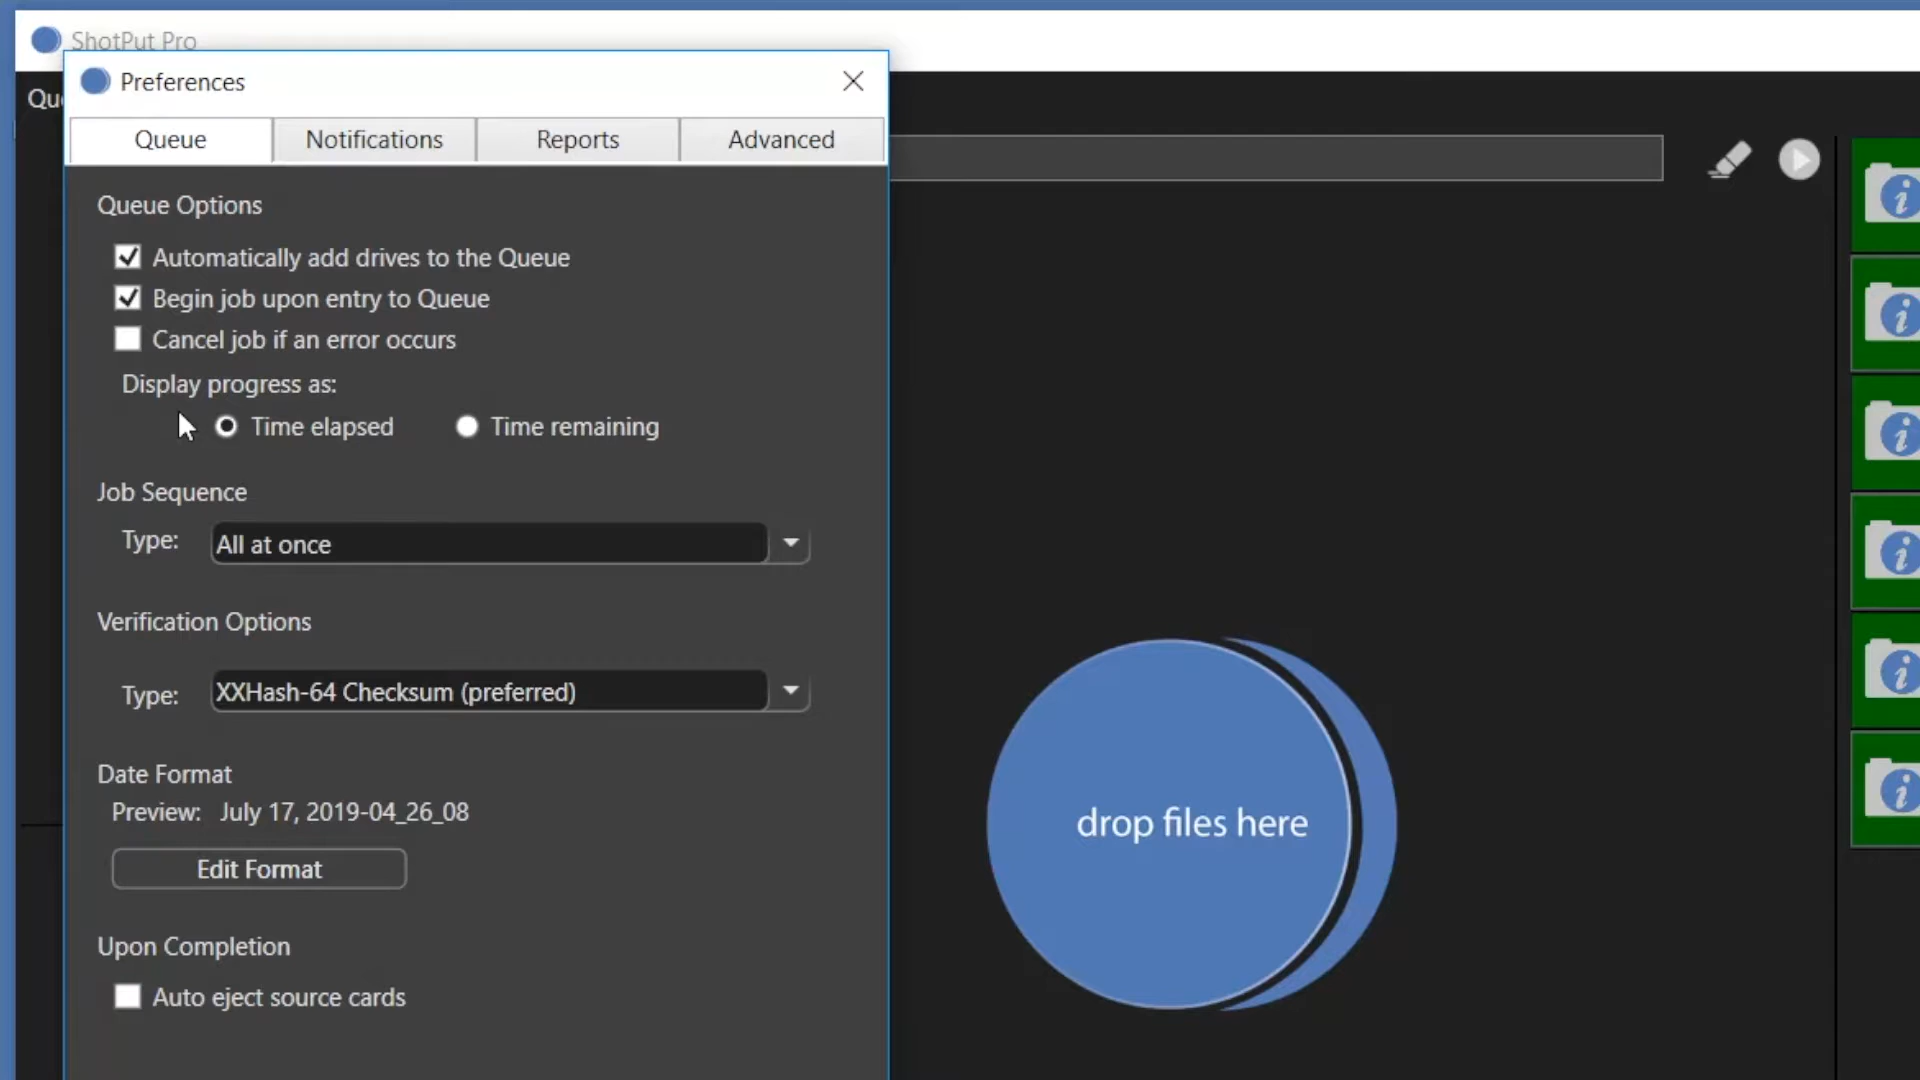 ShotPut Pro
Preferences
Queue Notifications Reports Advanced
Queue Options
Automatically add drives to the Queue
Begin job upon entry to Queue
Cancel job if an error occurs
Display progress as:
Time elapsed Time remaining
Job Sequence
Type: All at once
Verification Options
Type: XXHash-64 Checksum (preferred)
Date Format
Preview: July 17, 2019-04_26_08
Edit Format
Upon Completion
Auto eject source cards
drop files here